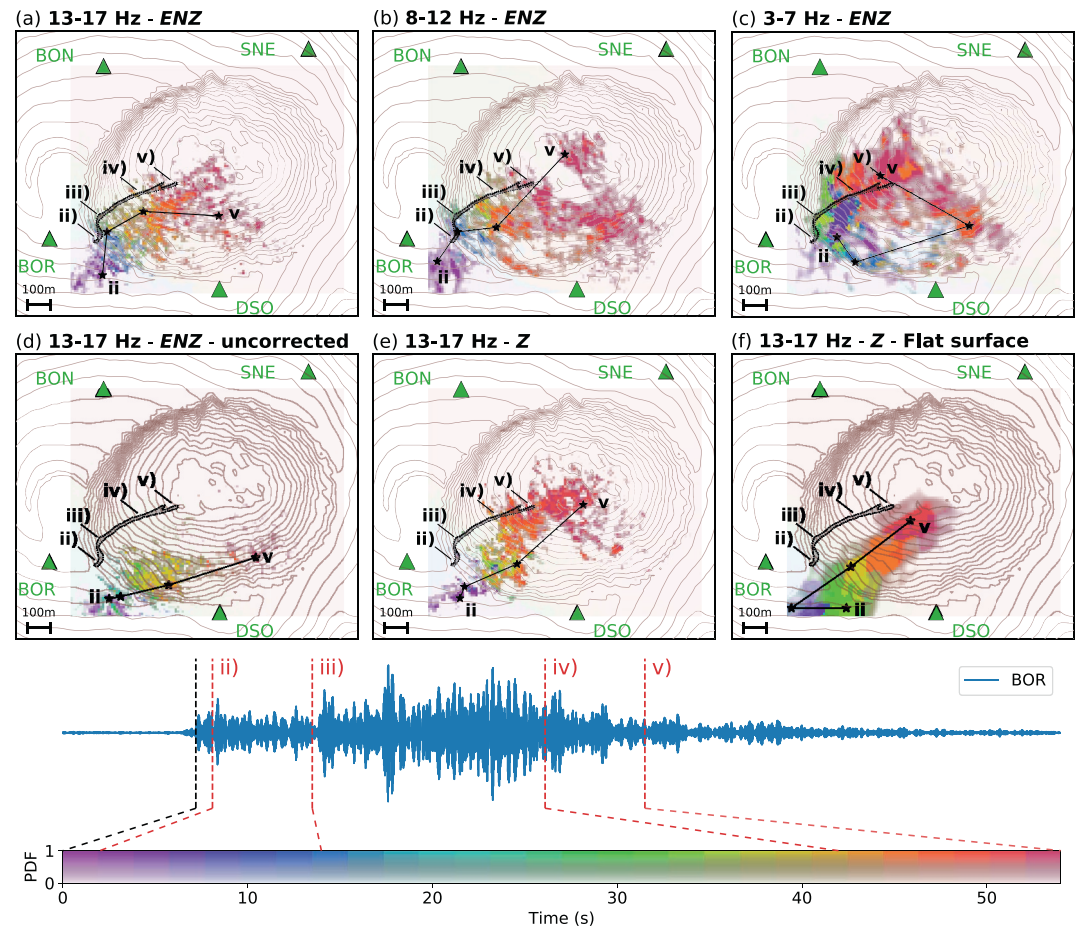 (a) 13-17 Hz - ENZ
(b) 8-12 Hz - ENZ
(c) 3-7 Hz - ENZ
BON
SNE
iv)
v)
iii)
ii)
v
ii
BOR
DSO
100m
BON
SNE
iv)
v)
iii)
ii)
v
ii
BOR
DSO
100m
BON
SNE
iv)
v)
v
iii)
ii)
ii
BOR
DSO
100m
(d) 13-17 Hz - ENZ - uncorrected
(e) 13-17 Hz - Z
(f) 13-17 Hz - Z - Flat surface
BON
SNE
iv)
v)
iii)
ii)
v
ii
BOR
DSO
100m
BON
SNE
iv)
v)
iii)
ii)
v
ii
BOR
DSO
100m
BON
SNE
iv)
v)
iii)
ii)
v
ii
BOR
DSO
100m
ii)
iii)
iv)
v)
BOR
PDF
1
0
0
10
20
30
40
50
Time (s)